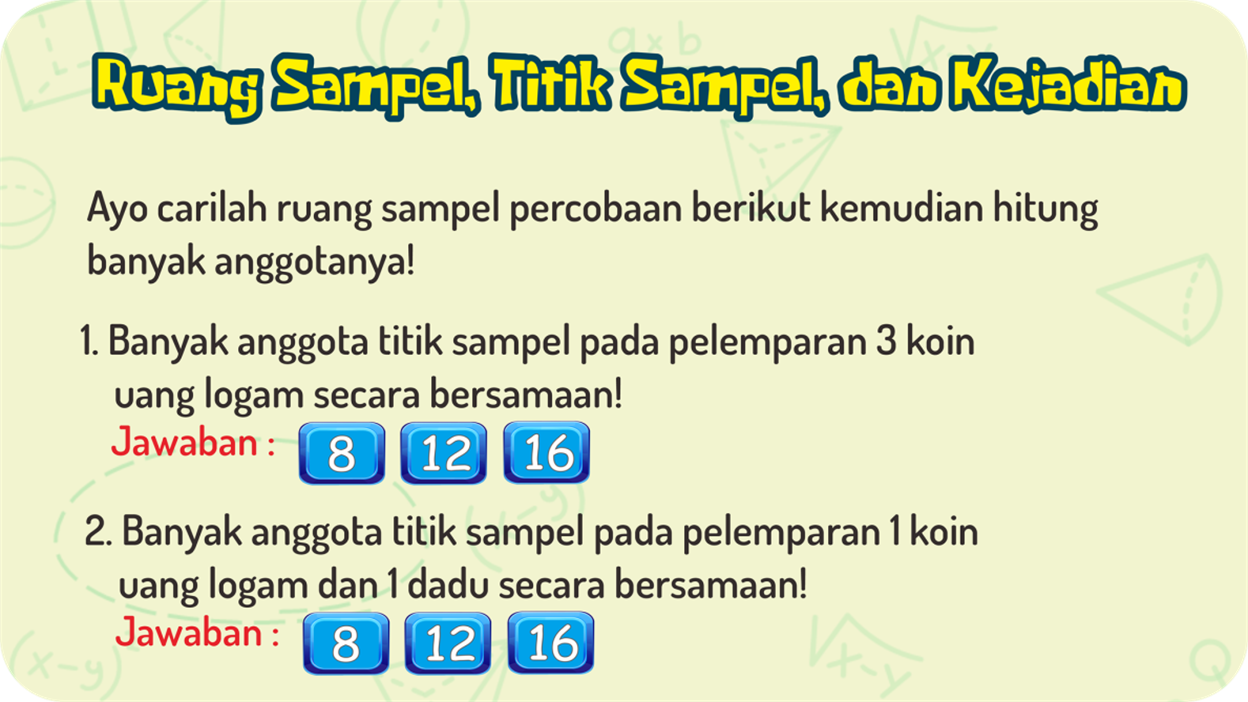 Ruang Sampel, Titik Sampel, dan Kejadian
Ayo carilah ruang sampel percobaan berikut kemudian hitung
banyak anggotanya!
1. Banyak anggota titik sampel pada pelemparan 3 koin
uang logam secara bersamaan!
Jawaban : 8 12 16
2. Banyak anggota titik sampel pada pelemparan 1 koin
uang logam dan 1 dadu secara bersamaan!
Jawaban : 8 12 16